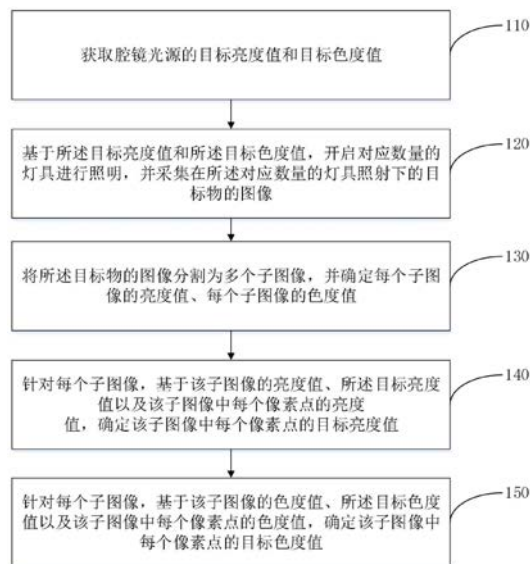 110
获取腔镜光源的目标亮度值和目标色度值
120
基于所述目标亮度值和所述目标色度值，开启对应数量的
灯具进行照明，并采集在所述对应数量的灯具照射下的目
标物的图像
130
将所述目标物的图像分割为多个子图像，并确定每个子图
像的亮度值、每个子图像的色度值
140
针对每个子图像，基于该子图像的亮度值、所述目标亮度
值以及该子图像中每个像素点的亮度
值，确定该子图像中每个像素点的目标亮度值
150
针对每个子图像，基于该子图像的色度值、所述目标色度
值以及该子图像中每个像素点的色度值，确定该子图像中
每个像素点的目标色度值